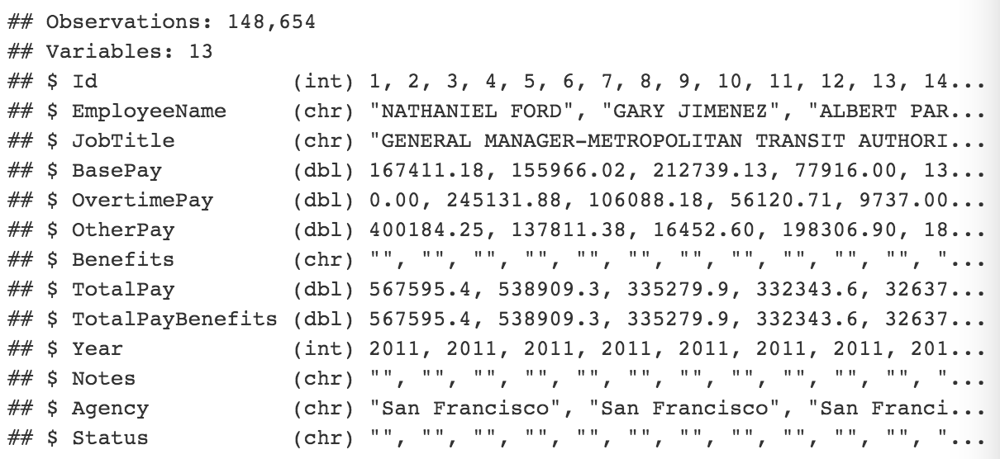 ## Observations: 148,654
## Variables: 13
## $ Id               (int) 1, 2, 3, 4, 5, 6, 7, 8, 9, 10, 11, 12, 13, 14...
## $ EmployeeName     (chr) "NATHANIEL FORD", "GARY JIMENEZ", "ALBERT PAR...
## $ JobTitle         (chr) "GENERAL MANAGER-METROPOLITAN TRANSIT AUTHORI...
## $ BasePay          (dbl) 167411.18, 155966.02, 212739.13, 77916.00, 13...
## $ OvertimePay      (dbl) 0.00, 245131.88, 106088.18, 56120.71, 9737.00...
## $ OtherPay         (dbl) 400184.25, 137811.38, 16452.60, 198306.90, 18...
## $ Benefits         (chr) "", "", "", "", "", "", "", "", "", "", "", "...
## $ TotalPay         (dbl) 567595.4, 538909.3, 335279.9, 332343.6, 32637...
## $ TotalPayBenefits (dbl) 567595.4, 538909.3, 335279.9, 332343.6, 32637...
## $ Year             (int) 2011, 2011, 2011, 2011, 2011, 2011, 2011, 201...
## $ Notes            (chr) "", "", "", "", "", "", "", "", "", "", "", "...
## $ Agency           (chr) "San Francisco", "San Francisco", "San Franci...
## $ Status           (chr) "", "", "", "", "", "", "", "", "", "", "", "...